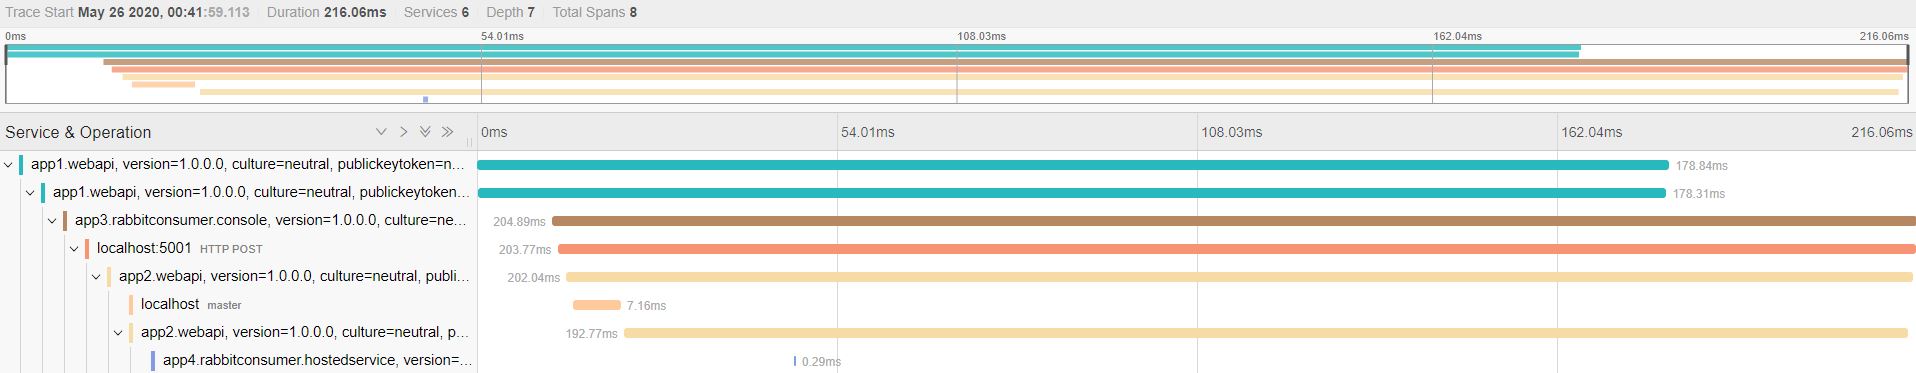 Trace Start May 26 2020, 00:41:59.113 Duration 216.06ms Services 6 Depth 7 Total Spans 8
0ms 54.01ms 108.03ms 162.04ms 216.06ms
Service & Operation 0ms 54.01ms 108.03ms 162.04ms 216.06ms
app1.webapi, version=1.0.0.0, culture=neutral, publickeytoken=n... 178.84ms
app1.webapi, version=1.0.0.0, culture=neutral, publickeytoken... 178.31ms
app3.rabbitconsumer.console, version=1.0.0.0, culture=ne... 204.89ms
localhost:5001 HTTP POST 203.77ms
app2.webapi, version=1.0.0.0, culture=neutral, publi... 202.04ms
localhost master 7.16ms
app2.webapi, version=1.0.0.0, culture=neutral, p... 192.77ms
app4.rabbitconsumer.hostedservice, version=... 0.29ms